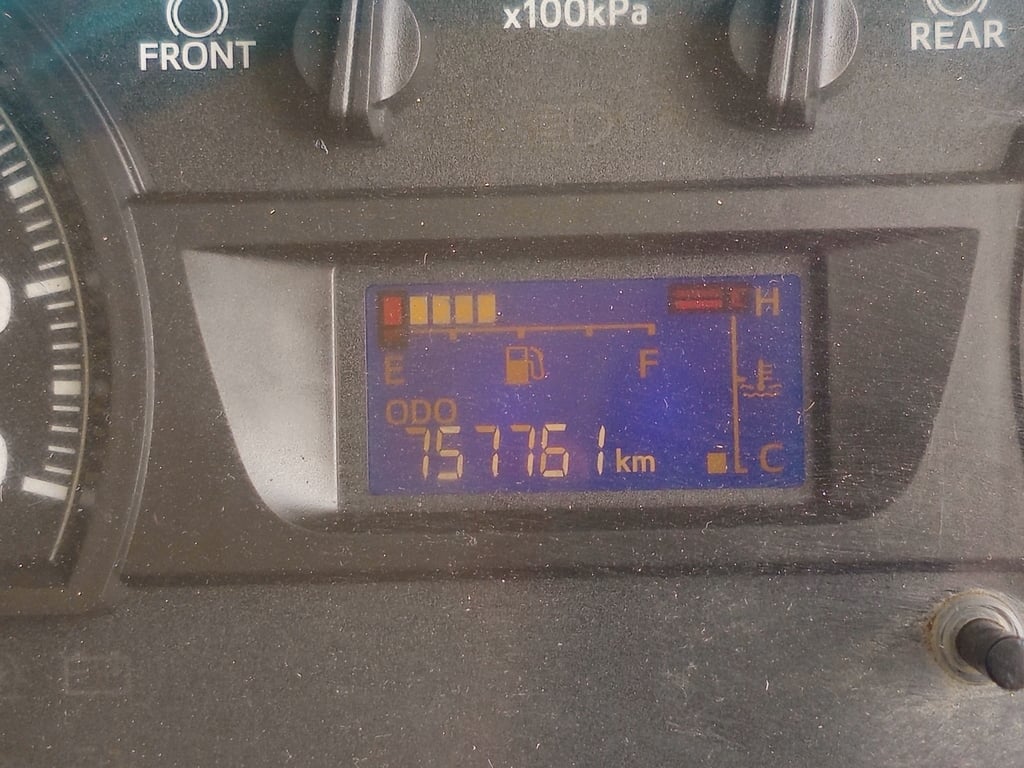 FRONT
x100kPa
REAR
H
E
F
ODO
757761 km
C